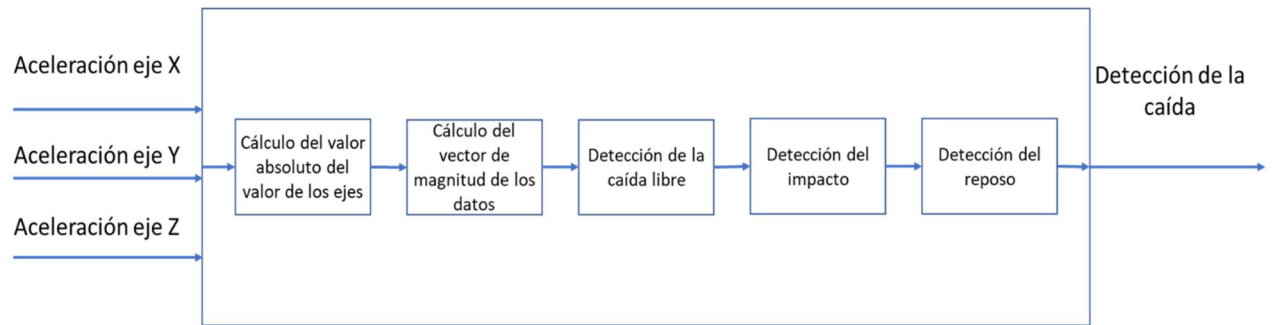 Aceleración eje X
Aceleración eje Y
Aceleración eje Z
Cálculo del valor
absoluto del
valor de los ejes
Cálculo del
vector de
magnitud de los
datos
Detección de la
caída libre
Detección del
impacto
Detección del
reposo
Detección de la
caída